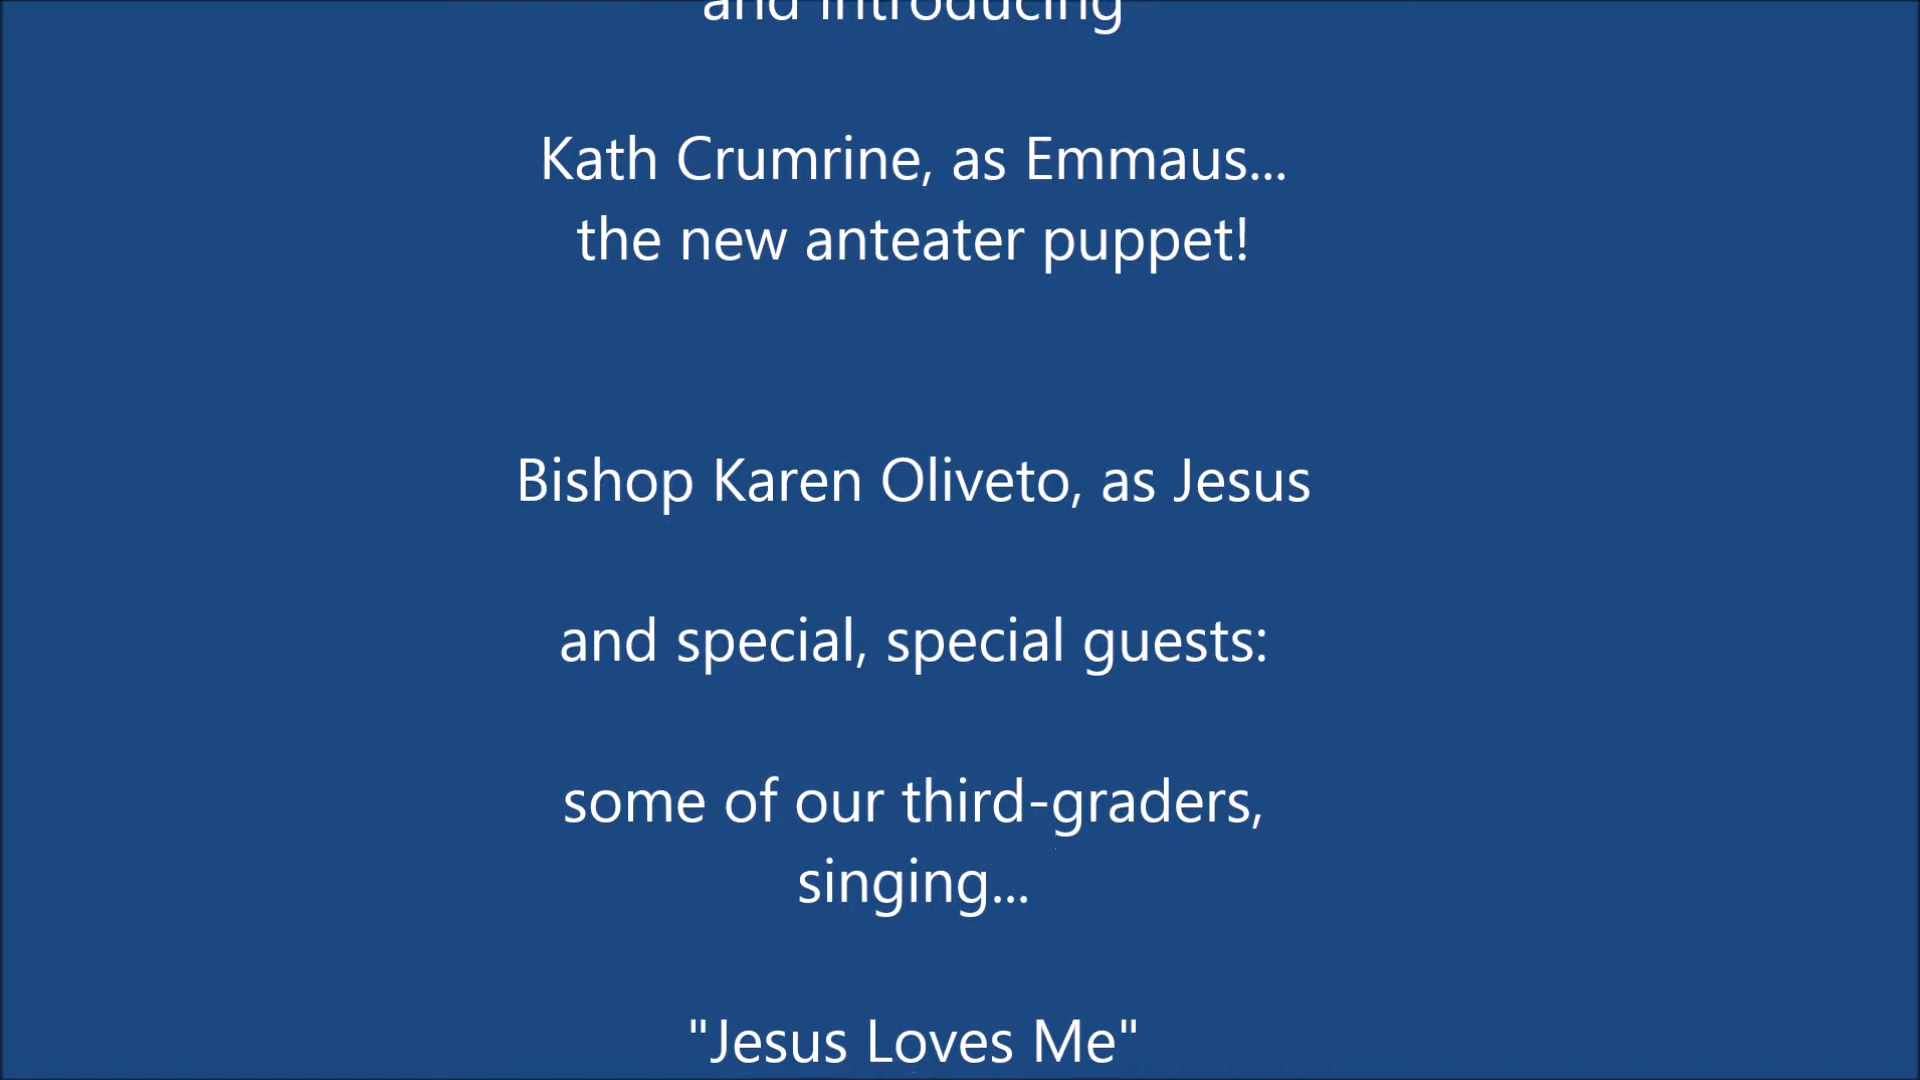 and introducing
Kath Crumrine, as Emmaus...
the new anteater puppet!
Bishop Karen Oliveto, as Jesus
and special, special guests:
some of our third-graders,
singing...
"Jesus Loves Me"